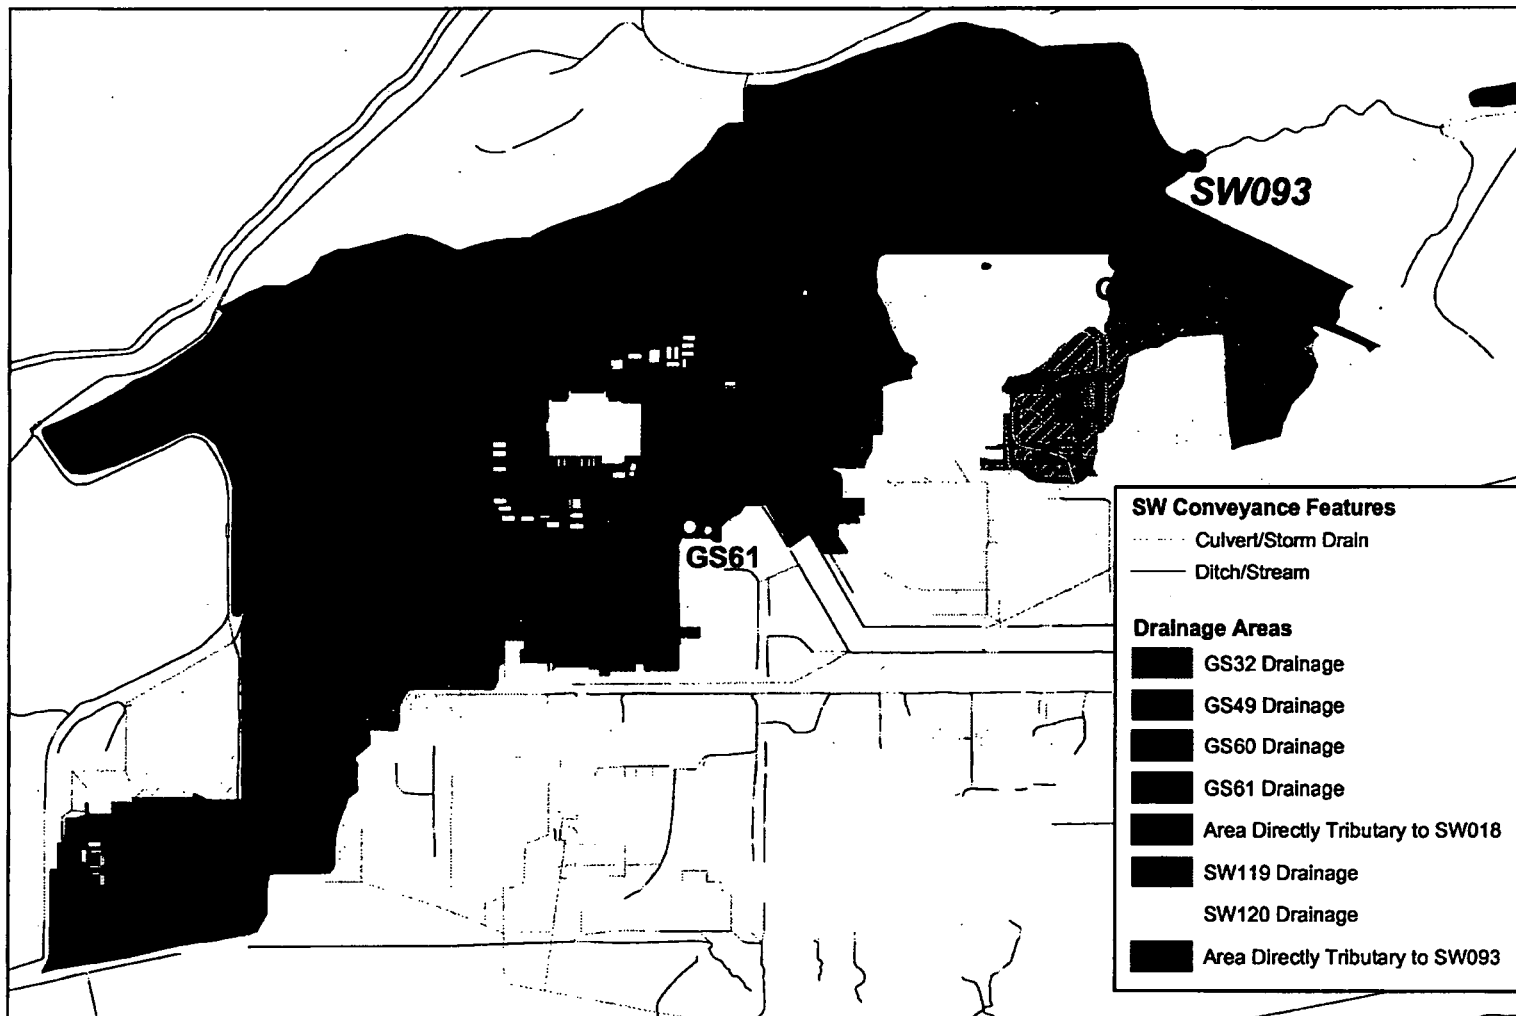 SW093
GS61
SW Conveyance Features
Culvert/Storm Drain
Ditch/Stream
Drainage Areas
GS32 Drainage
GS49 Drainage
GS60 Drainage
GS61 Drainage
Area Directly Tributary to SW018
SW119 Drainage
SW120 Drainage
Area Directly Tributary to SW093